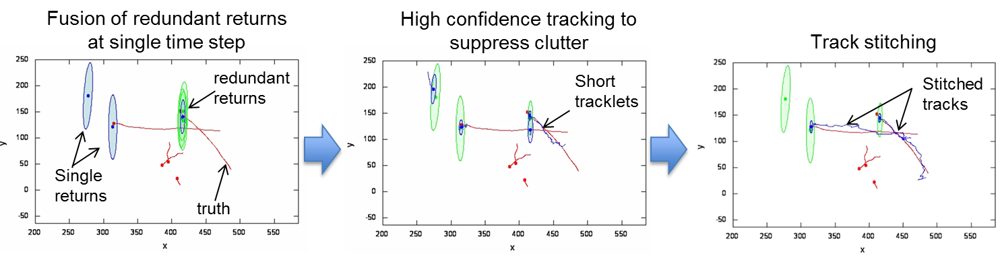 Fusion of redundant returns
at single time step
250
200
150
100
50
0
-50
200
250
300
350
400
450
500
550
x
y
redundant
returns
Single
returns
truth
High confidence tracking to
suppress clutter
250
200
150
100
50
0
-50
200
250
300
350
400
450
500
550
x
y
Short
tracklets
Track stitching
250
200
150
100
50
0
-50
200
250
300
350
400
450
500
550
x
y
Stitched
tracks